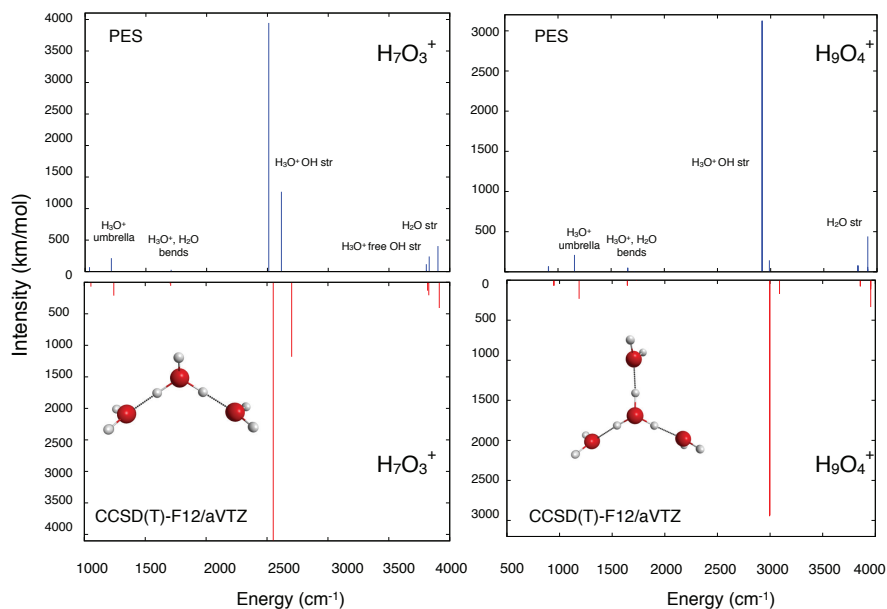 PES
H₇O₃⁺
H₃O⁺ OH str
H₃O⁺
umbrella
H₃O⁺, H₂O
bends
H₂O str
H₃O⁺ free OH str
4000
3500
3000
2500
2000
1500
1000
500
0
0
500
1000
1500
2000
2500
3000
3500
4000
H₇O₃⁺
CCSD(T)-F12/aVTZ
1000 1500 2000 2500 3000 3500 4000
Energy (cm⁻¹)
Intensity (km/mol)
PES
H₉O₄⁺
H₃O⁺ OH str
H₃O⁺
umbrella
H₃O⁺, H₂O
bends
H₂O str
3000
2500
2000
1500
1000
500
0
0
500
1000
1500
2000
2500
3000
H₉O₄⁺
CCSD(T)-F12/aVTZ
500 1000 1500 2000 2500 3000 3500 4000
Energy (cm⁻¹)